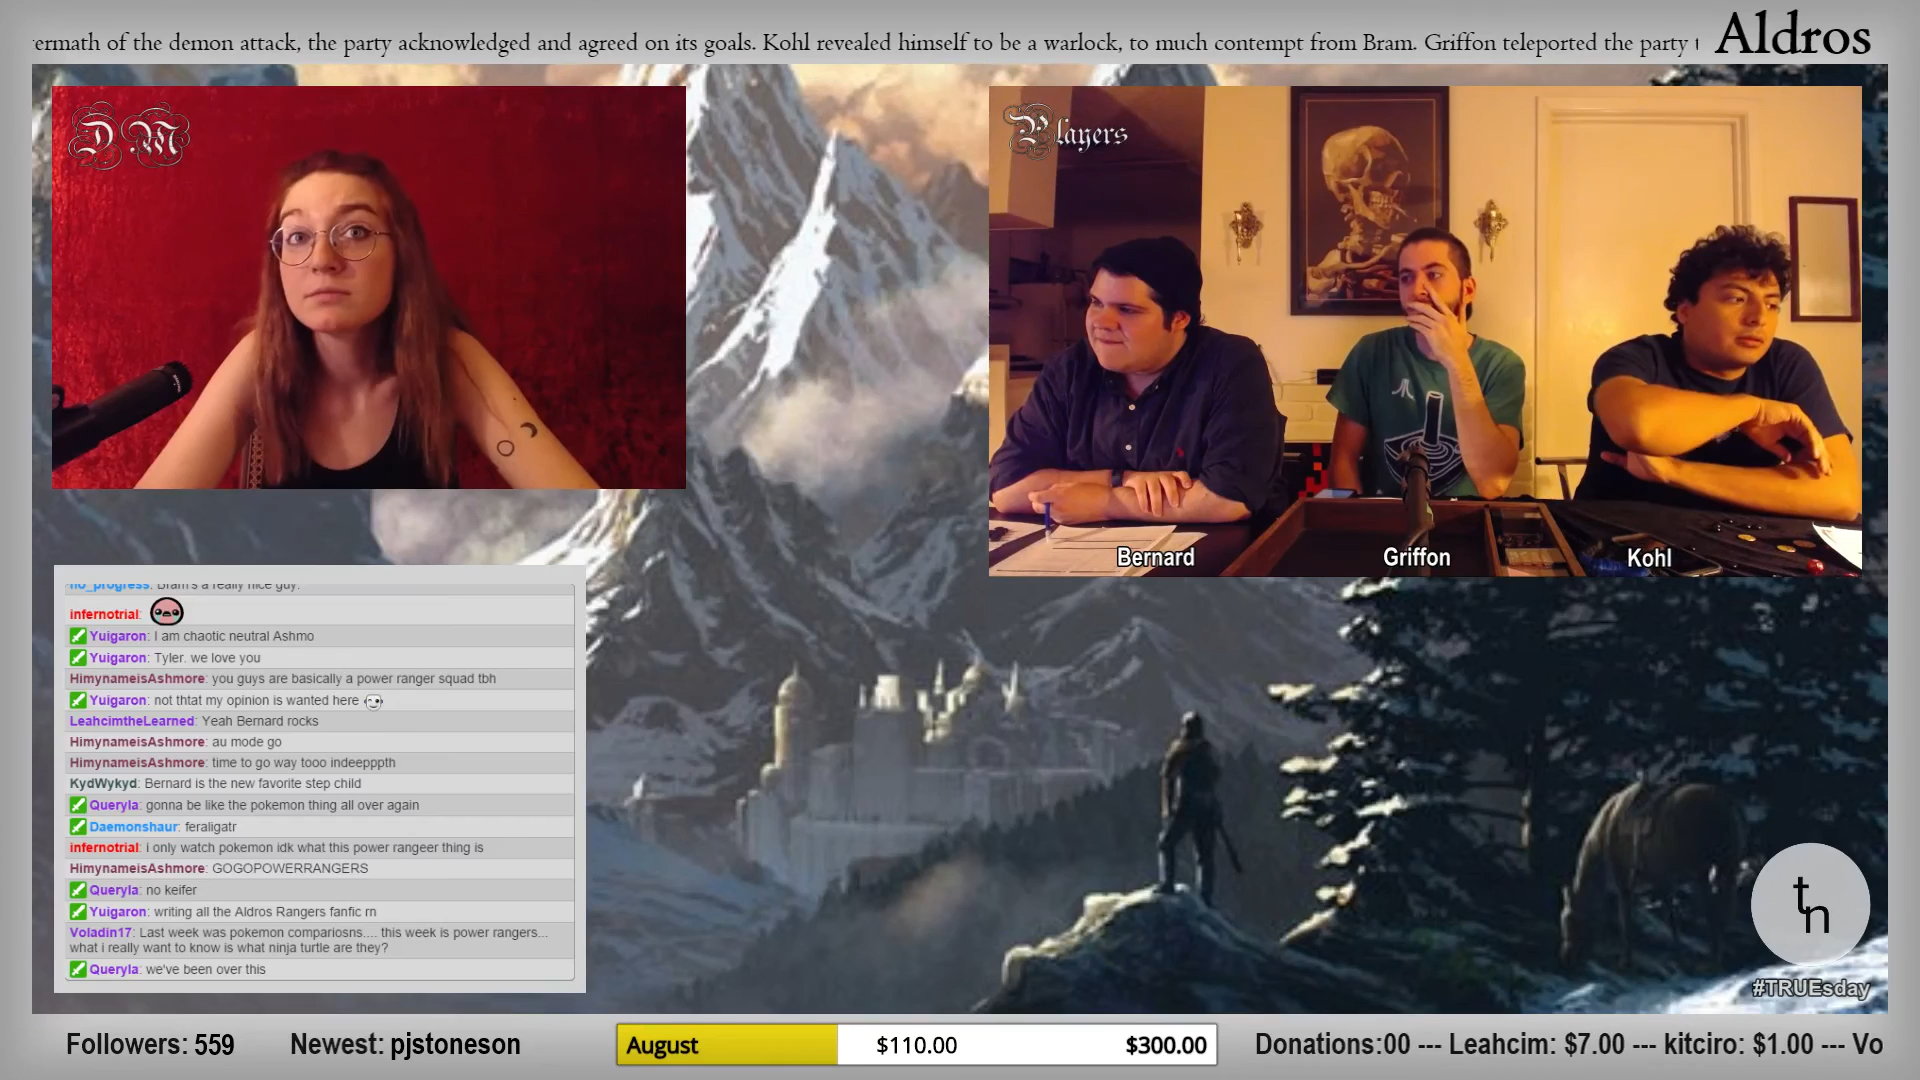 ermath of the demon attack, the party acknowledged and agreed on its goals. Kohl revealed himself to be a warlock, to much contempt from Bram. Griffon teleported the party
Aldros
DM
Players
Bernard
Griffon
Kohl
no_progress: Bram's a really nice guy.
infernotrial:
Yuigaron: I am chaotic neutral Ashmo
Yuigaron: Tyler. we love you
HimynameisAshmore: you guys are basically a power ranger squad tbh
Yuigaron: not thtat my opinion is wanted here
LeahcimtheLearned: Yeah Bernard rocks
HimynameisAshmore: au mode go
HimynameisAshmore: time to go way tooo indeepppth
KydWykyd: Bernard is the new favorite step child
Queryla: gonna be like the pokemon thing all over again
Daemonshaur: feraligatr
infernotrial: i only watch pokemon idk what this power rangeer thing is
HimynameisAshmore: GOGOPOWERRANGERS
Queryla: no keifer
Yuigaron: writing all the Aldros Rangers fanfic rn
Voladin17: Last week was pokemon compariosns.... this week is power rangers...
what i really want to know is what ninja turtle are they?
Queryla: we've been over this
tn
#TRUEsday
Followers: 559
Newest: pjstoneson
August $110.00 $300.00
Donations:00 --- Leahcim: $7.00 --- kitciro: $1.00 --- Vo